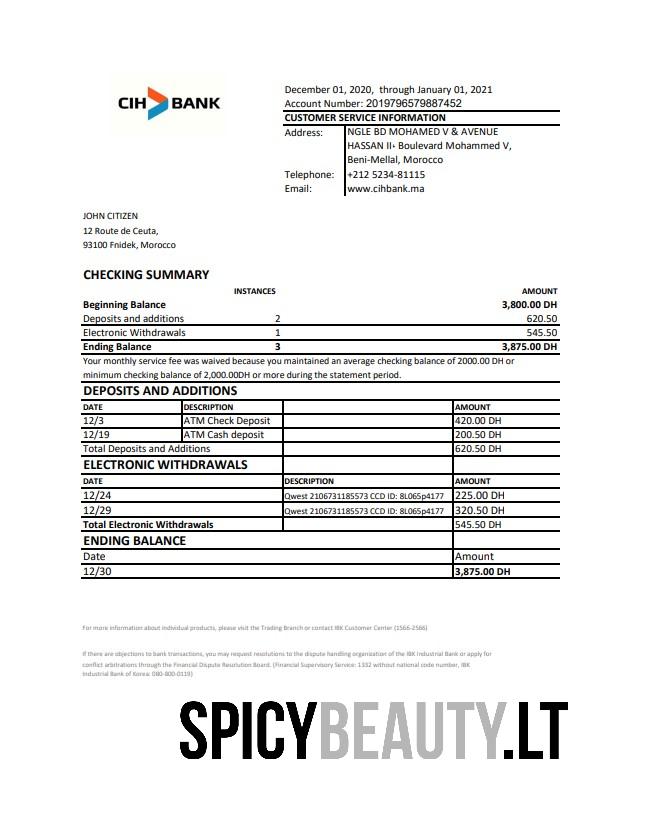 CIH BANK
December 01, 2020, through January 01, 2021
Account Number: 2019796579887452
CUSTOMER SERVICE INFORMATION
Address: NGLE BD MOHAMED V & AVENUE
HASSAN II، Boulevard Mohammed V,
Beni-Mellal, Morocco
Telephone: +212 5234-81115
Email: www.cihbank.ma
JOHN CITIZEN
12 Route de Ceuta,
93100 Fnidek, Morocco
CHECKING SUMMARY
INSTANCES AMOUNT
Beginning Balance 3,800.00 DH
Deposits and additions 2 620.50
Electronic Withdrawals 1 545.50
Ending Balance 3 3,875.00 DH
Your monthly service fee was waived because you maintained an average checking balance of 2000.00 DH or
minimum checking balance of 2,000.00DH or more during the statement period.
DEPOSITS AND ADDITIONS
DATE DESCRIPTION AMOUNT
12/3 ATM Check Deposit 420.00 DH
12/19 ATM Cash deposit 200.50 DH
Total Deposits and Additions 620.50 DH
ELECTRONIC WITHDRAWALS
DATE DESCRIPTION AMOUNT
12/24 Qwest 2106731185573 CCD ID: 8L065p4177 225.00 DH
12/29 Qwest 2106731185573 CCD ID: 8L065p4177 320.50 DH
Total Electronic Withdrawals 545.50 DH
ENDING BALANCE
Date Amount
12/30 3,875.00 DH
For more information about individual products, please visit the Trading Branch or contact IBK Customer Center (1566-2566)
If there are objections to bank transactions, you may request resolutions to the dispute handling organization of the IBK Industrial Bank or apply for
conflict arbitrations through the Financial Dispute Resolution Board. (Financial Supervisory Service: 1332 without national code number, IBK
Industrial Bank of Korea: 080-800-0119)
SPICYBEAUTY.LT